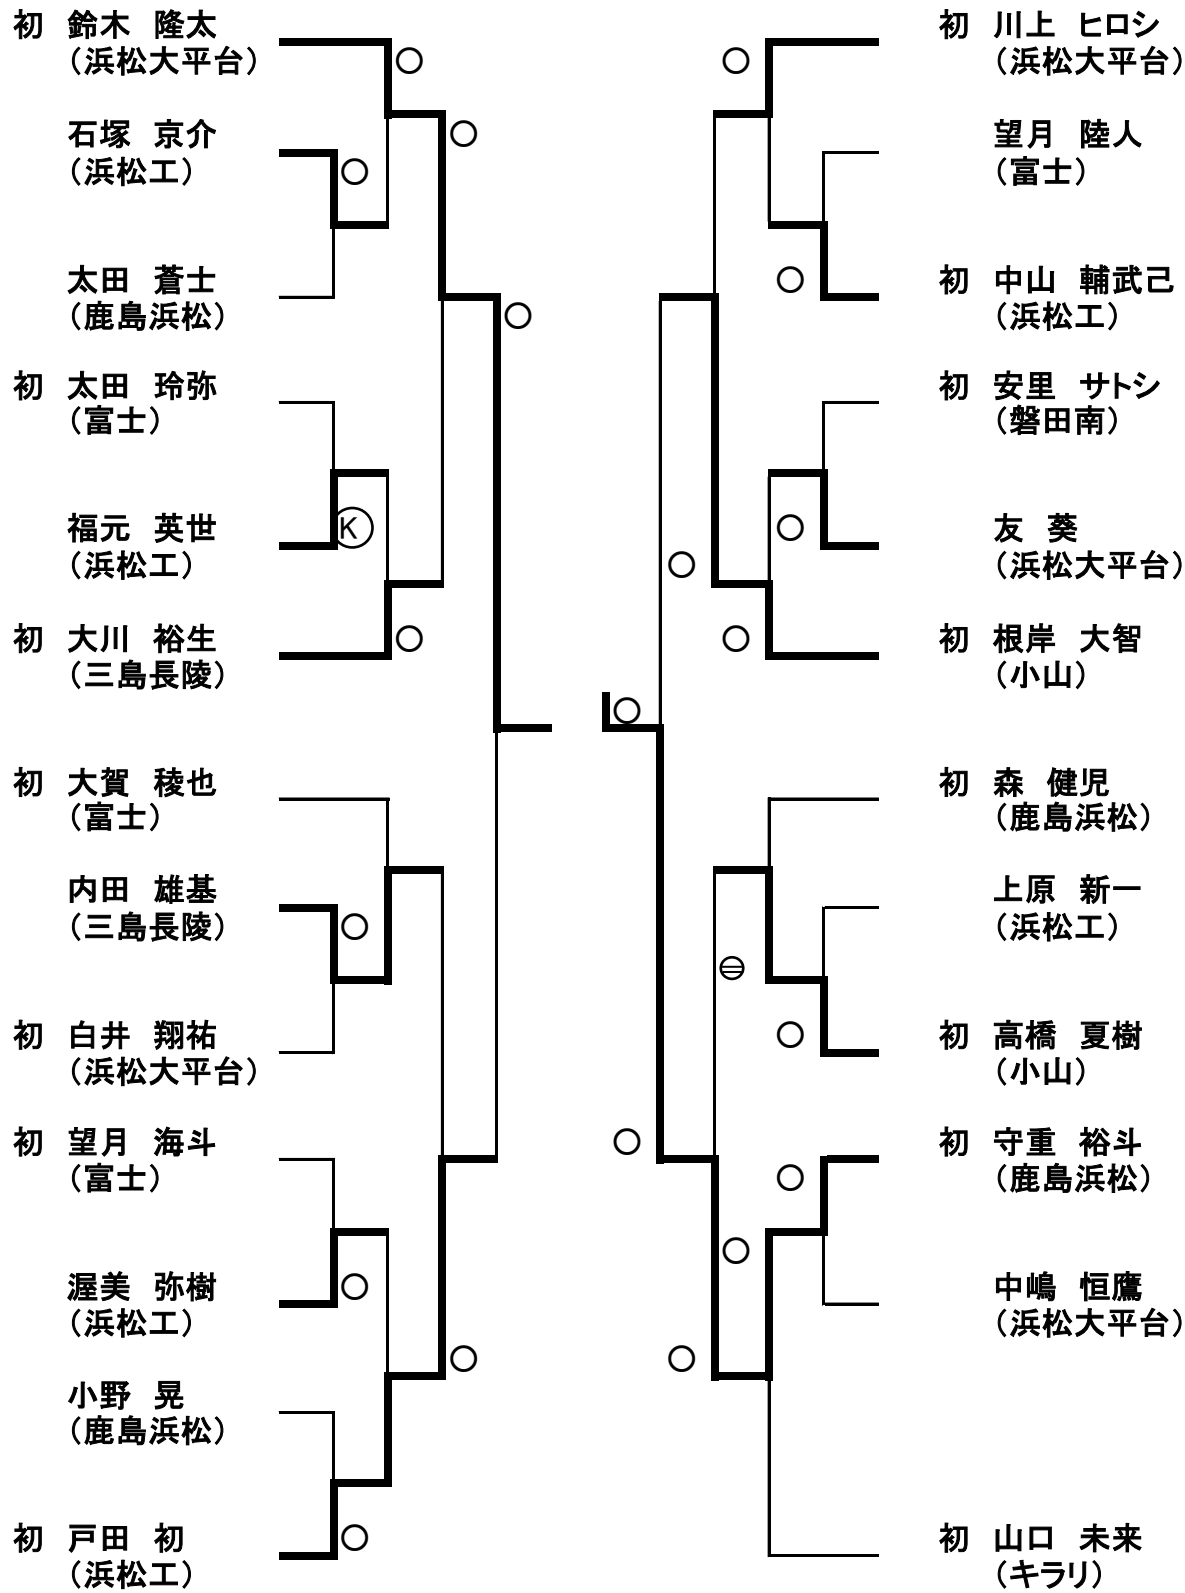 初 鈴木 隆太
（浜松大平台）
石塚 京介
（浜松工）
太田 蒼士
（鹿島浜松）
初 太田 玲弥
（富士）
福元 英世
（浜松工）
K
初 大川 裕生
（三島長陵）
初 大賀 稜也
（富士）
内田 雄基
（三島長陵）
初 白井 翔祐
（浜松大平台）
初 望月 海斗
（富士）
渥美 弥樹
（浜松工）
小野 晃
（鹿島浜松）
初 戸田 初
（浜松工）
初 川上 ヒロシ
（浜松大平台）
望月 陸人
（富士）
初 中山 輔武己
（浜松工）
初 安里 サトシ
（磐田南）
友 葵
（浜松大平台）
初 根岸 大智
（小山）
初 森 健児
（鹿島浜松）
上原 新一
（浜松工）
初 高橋 夏樹
（小山）
初 守重 裕斗
（鹿島浜松）
中嶋 恒鷹
（浜松大平台）
初 山口 未来
（キラリ）